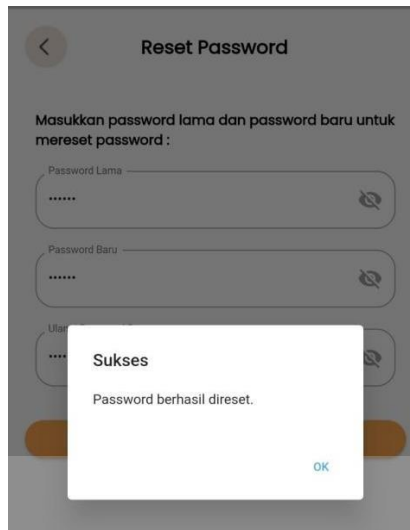 Reset Password
Masukkan password lama dan password baru untuk
mereset password :
Password Lama
••••••
Password Baru
••••••
••••
Sukses
Password berhasil direset.
OK